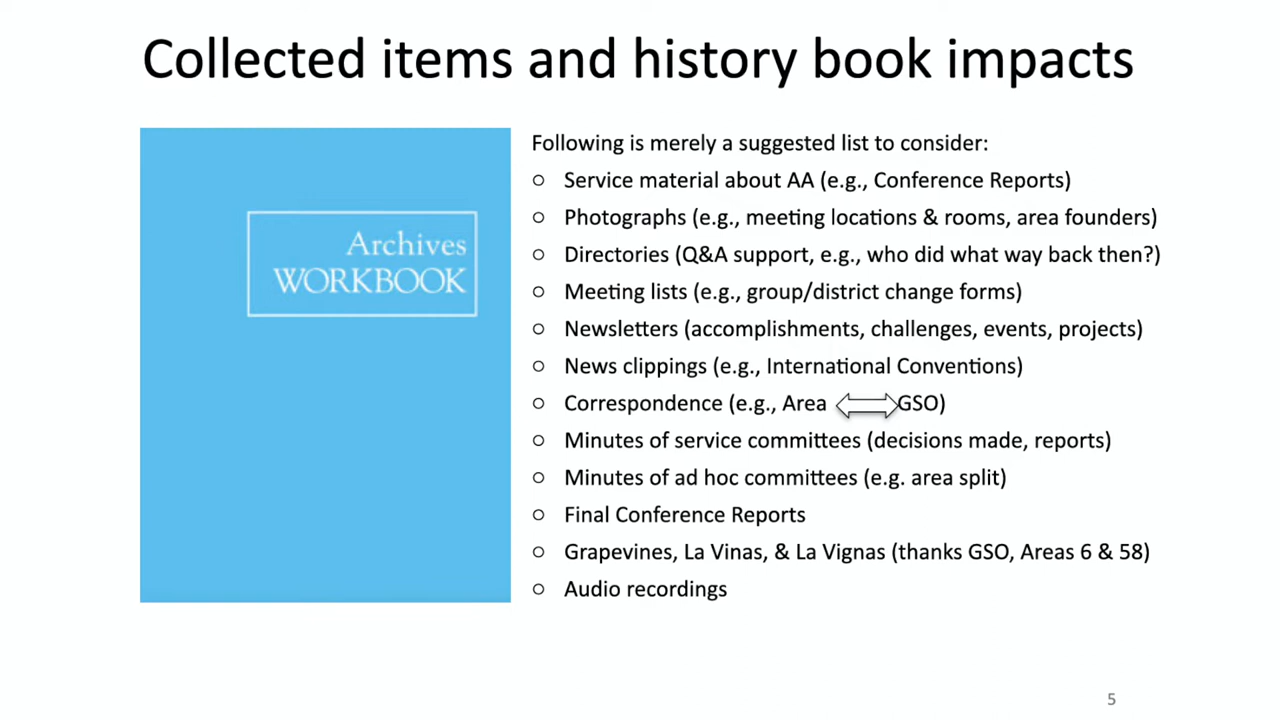 Collected items and history book impacts
Archives
WORKBOOK
Following is merely a suggested list to consider:
○ Service material about AA (e.g., Conference Reports)
○ Photographs (e.g., meeting locations & rooms, area founders)
○ Directories (Q&A support, e.g., who did what way back then?)
○ Meeting lists (e.g., group/district change forms)
○ Newsletters (accomplishments, challenges, events, projects)
○ News clippings (e.g., International Conventions)
○ Correspondence (e.g., Area ⟺ GSO)
○ Minutes of service committees (decisions made, reports)
○ Minutes of ad hoc committees (e.g. area split)
○ Final Conference Reports
○ Grapevines, La Vinas, & La Vignas (thanks GSO, Areas 6 & 58)
○ Audio recordings
5